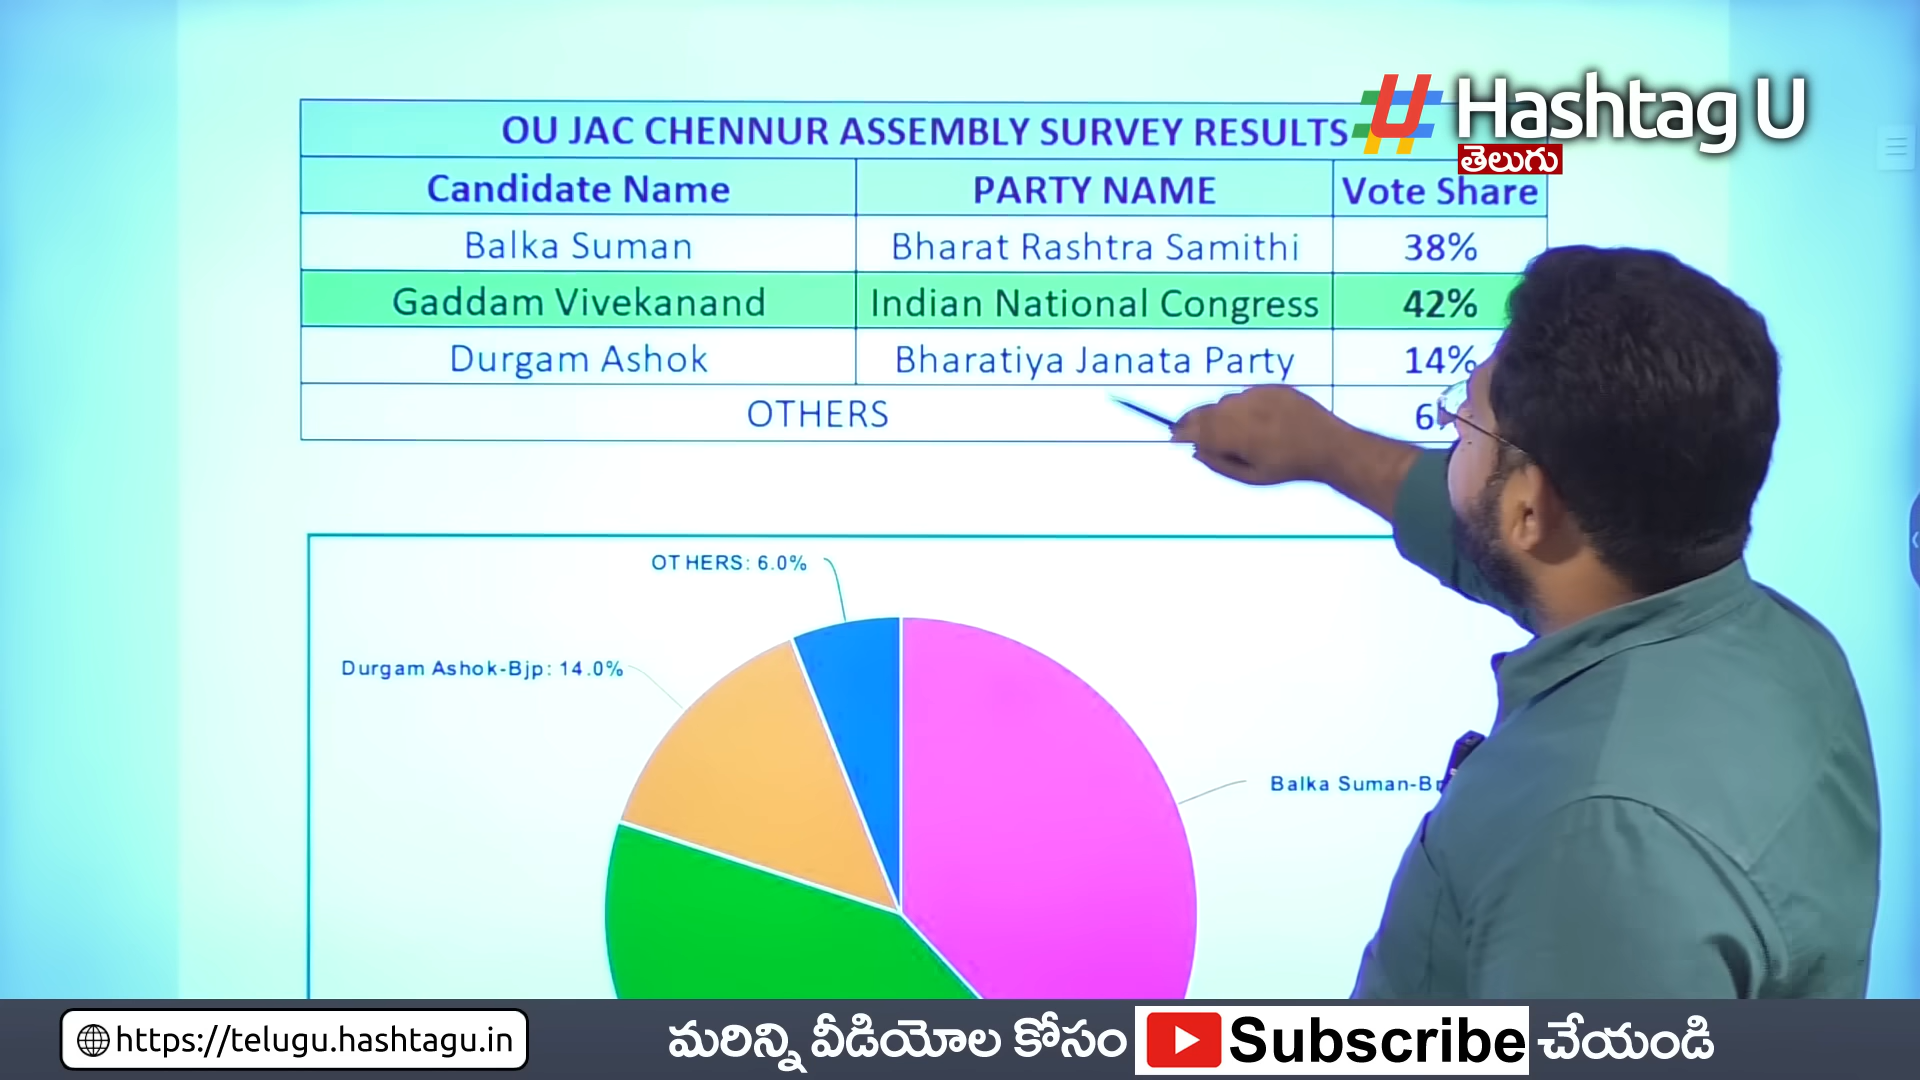 Hashtag U
తెలుగు
OU JAC CHENNUR ASSEMBLY SURVEY RESULTS
Candidate Name PARTY NAME Vote Share
Balka Suman Bharat Rashtra Samithi 38%
Gaddam Vivekanand Indian National Congress 42%
Durgam Ashok Bharatiya Janata Party 14%
OTHERS
OTHERS: 6.0%
Durgam Ashok-Bjp: 14.0%
Balka Suman-
https://telugu.hashtagu.in మరిన్ని వీడియోల కోసం Subscribe చేయండి